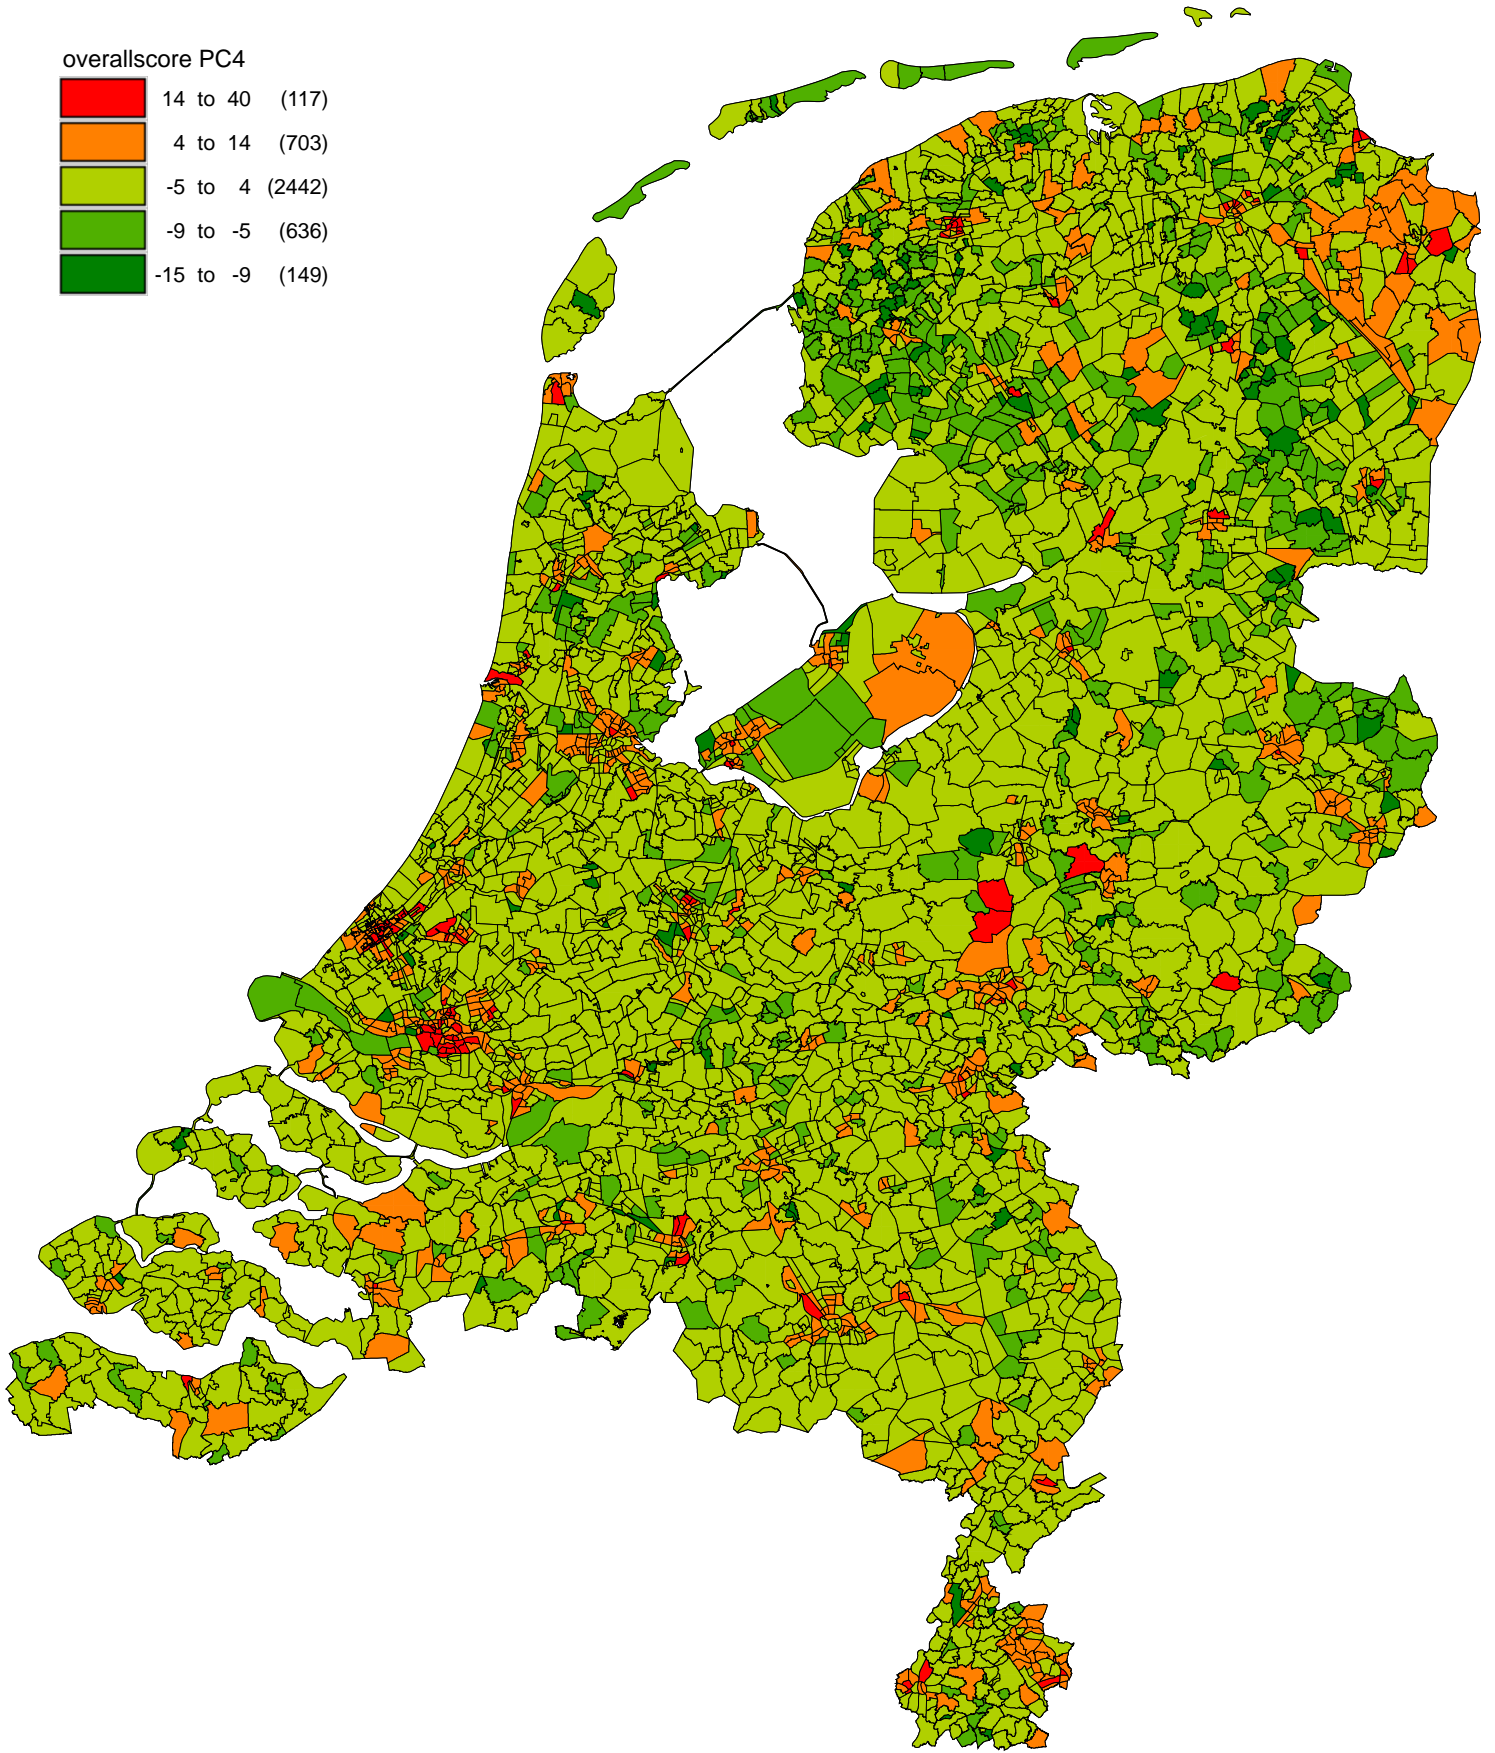 overallscore PC4
14 to 40 (117)
4 to 14 (703)
-5 to 4 (2442)
-9 to -5 (636)
-15 to -9 (149)